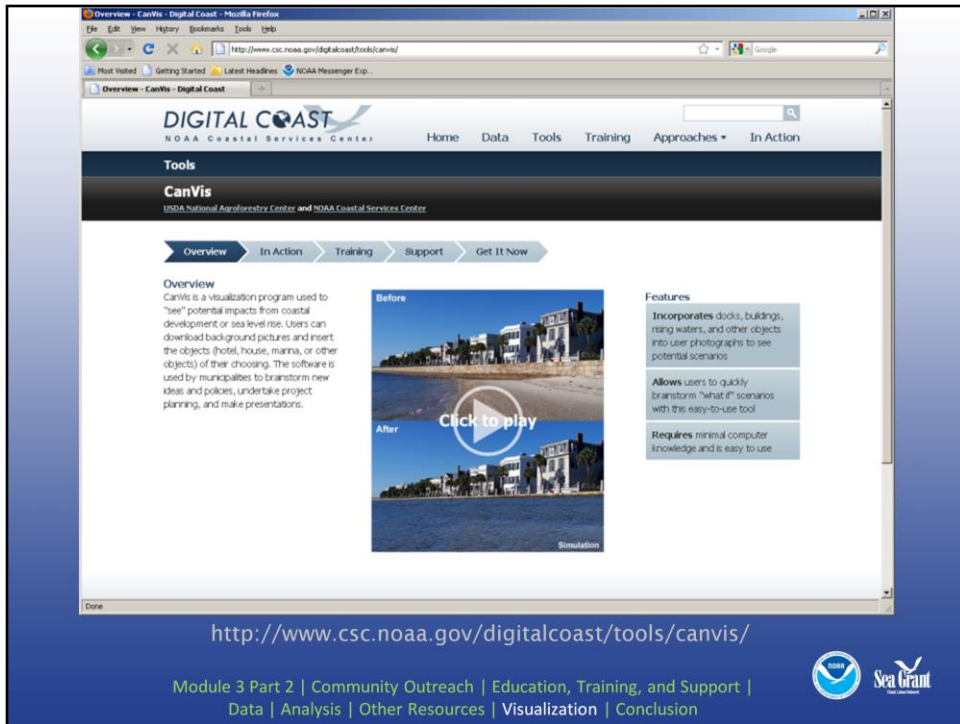 Overview - CanVis - Digital Coast - Mozilla Firefox
File Edit View History Bookmarks Tools Help
http://www.csc.noaa.gov/digitalcoast/tools/canvis/
Google
Most Visited Getting Started Latest Headlines NOAA Messenger Exp...
Overview - CanVis - Digital Coast
DIGITAL COAST
NOAA Coastal Services Center
Home Data Tools Training Approaches In Action
Tools
CanVis
USDA National Agroforestry Center and NOAA Coastal Services Center
Overview In Action Training Support Get It Now
Overview
CanVis is a visualization program used to
"see" potential impacts from coastal
development or sea level rise. Users can
download background pictures and insert
the objects (hotel, house, marina, or other
objects) of their choosing. The software is
used by municipalities to brainstorm new
ideas and policies, undertake project
planning, and make presentations.
Before
Click to play
After
Simulation
Features
Incorporates docks, buildings,
rising waters, and other objects
into user photographs to see
potential scenarios
Allows users to quickly
brainstorm "what if" scenarios
with this easy-to-use tool
Requires minimal computer
knowledge and is easy to use
Done
http://www.csc.noaa.gov/digitalcoast/tools/canvis/
Module 3 Part 2 | Community Outreach | Education, Training, and Support |
Data | Analysis | Other Resources | Visualization | Conclusion
NOAA
Sea Grant
Great Lakes Network